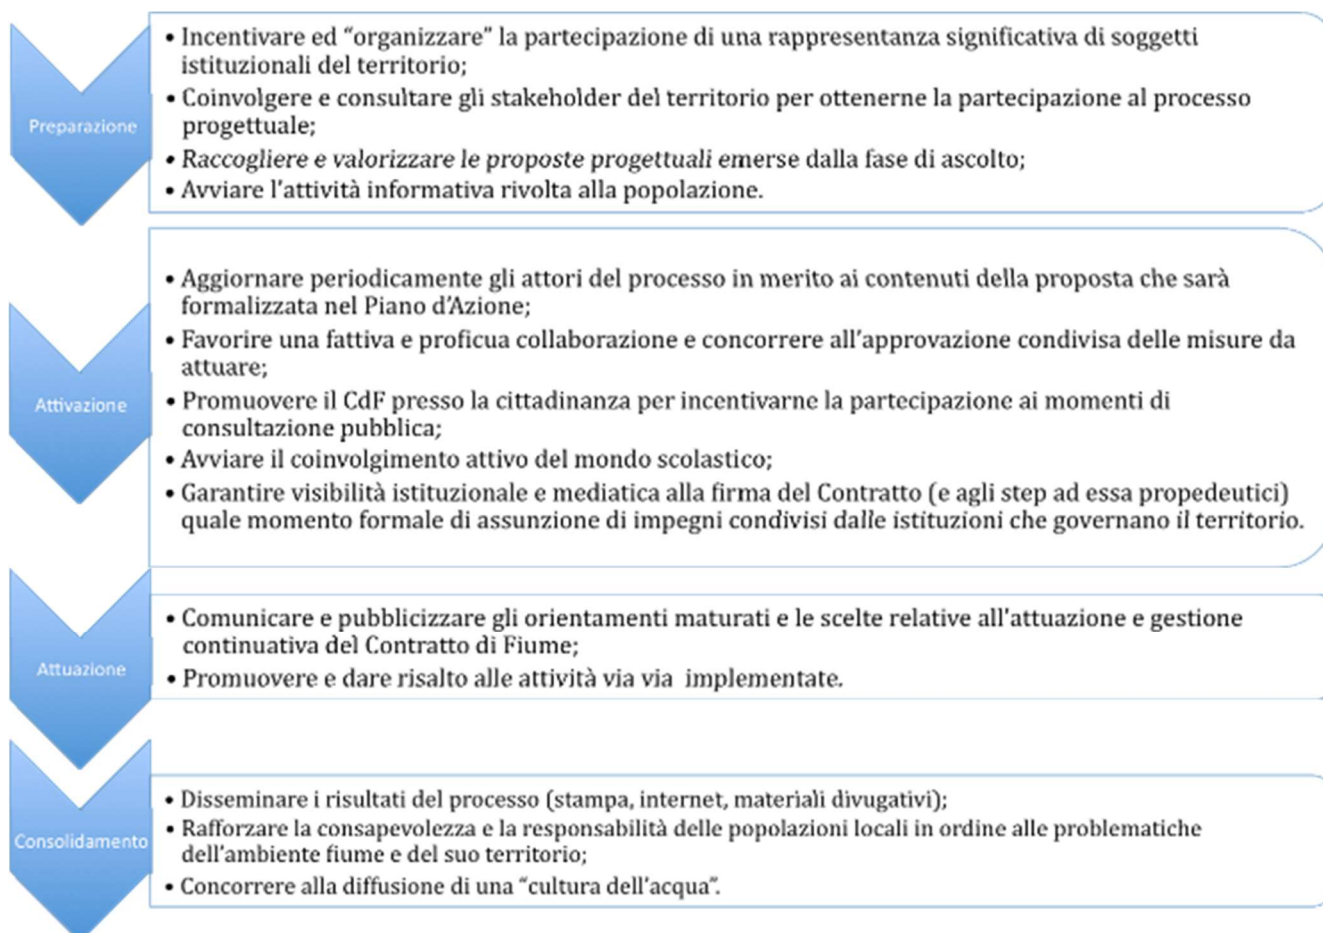 Preparazione
• Incentivare ed “organizzare” la partecipazione di una rappresentanza significativa di soggetti
istituzionali del territorio;
• Coinvolgere e consultare gli stakeholder del territorio per ottenerne la partecipazione al processo
progettuale;
• Raccogliere e valorizzare le proposte progettuali emerse dalla fase di ascolto;
• Avviare l’attività informativa rivolta alla popolazione.
Attivazione
• Aggiornare periodicamente gli attori del processo in merito ai contenuti della proposta che sarà
formalizzata nel Piano d’Azione;
• Favorire una fattiva e proficua collaborazione e concorrere all’approvazione condivisa delle misure da
attuare;
• Promuovere il CdF presso la cittadinanza per incentivarne la partecipazione ai momenti di
consultazione pubblica;
• Avviare il coinvolgimento attivo del mondo scolastico;
• Garantire visibilità istituzionale e mediatica alla firma del Contratto (e agli step ad essa propedeutici)
quale momento formale di assunzione di impegni condivisi dalle istituzioni che governano il territorio.
Attuazione
• Comunicare e pubblicizzare gli orientamenti maturati e le scelte relative all’attuazione e gestione
continuativa del Contratto di Fiume;
• Promuovere e dare risalto alle attività via via implementate.
Consolidamento
• Disseminare i risultati del processo (stampa, internet, materiali divugativi);
• Rafforzare la consapevolezza e la responsabilità delle popolazioni locali in ordine alle problematiche
dell’ambiente fiume e del suo territorio;
• Concorrere alla diffusione di una “cultura dell’acqua”.